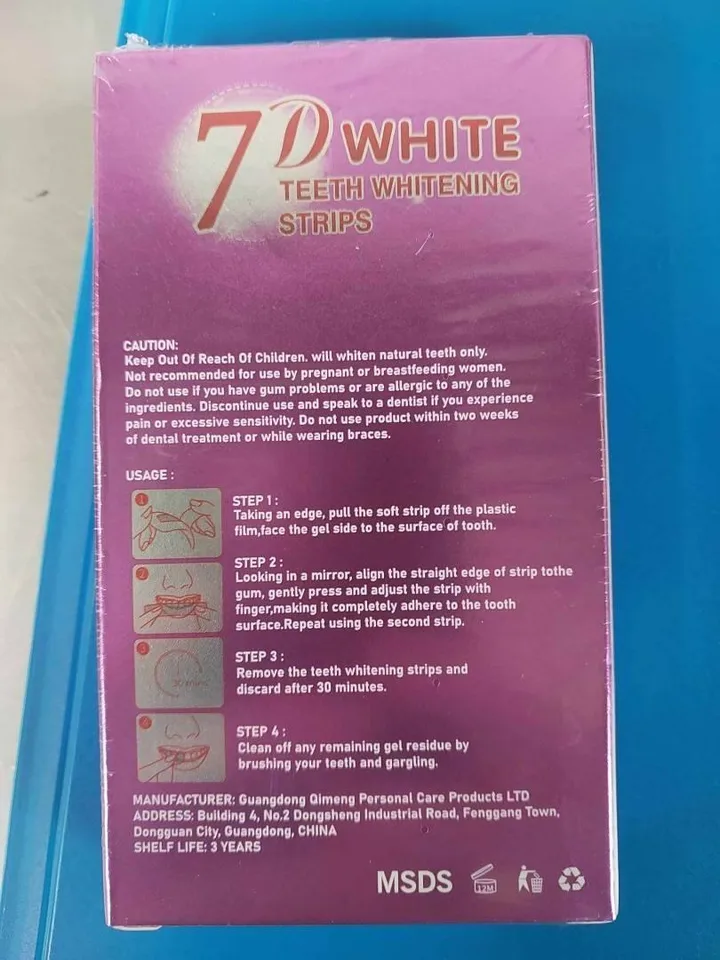 7D WHITE
TEETH WHITENING
STRIPS
CAUTION:
Keep Out Of Reach Of Children. will whiten natural teeth only.
Not recommended for use by pregnant or breastfeeding women.
Do not use if you have gum problems or are allergic to any of the
ingredients. Discontinue use and speak to a dentist if you experience
pain or excessive sensitivity. Do not use product within two weeks
of dental treatment or while wearing braces.
USAGE :
1
STEP 1 :
Taking an edge, pull the soft strip off the plastic
film,face the gel side to the surface of tooth.
2
STEP 2 :
Looking in a mirror, align the straight edge of strip tothe
gum, gently press and adjust the strip with
finger,making it completely adhere to the tooth
surface.Repeat using the second strip.
3
30 mins
STEP 3 :
Remove the teeth whitening strips and
discard after 30 minutes.
4
STEP 4 :
Clean off any remaining gel residue by
brushing your teeth and gargling.
MANUFACTURER: Guangdong Qimeng Personal Care Products LTD
ADDRESS: Building 4, No.2 Dongsheng Industrial Road, Fenggang Town,
Dongguan City, Guangdong, CHINA
SHELF LIFE: 3 YEARS
MSDS
12M